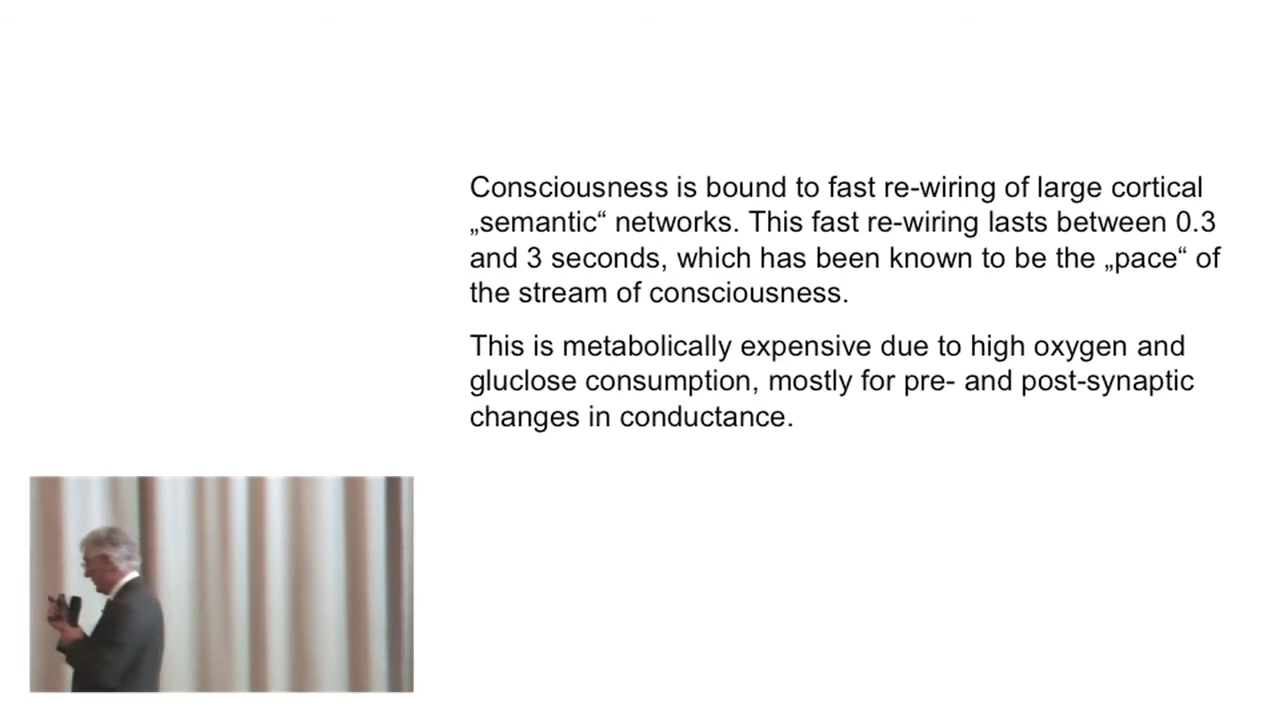 Consciousness is bound to fast re-wiring of large cortical
„semantic“ networks. This fast re-wiring lasts between 0.3
and 3 seconds, which has been known to be the „pace“ of
the stream of consciousness.
This is metabolically expensive due to high oxygen and
gluclose consumption, mostly for pre- and post-synaptic
changes in conductance.